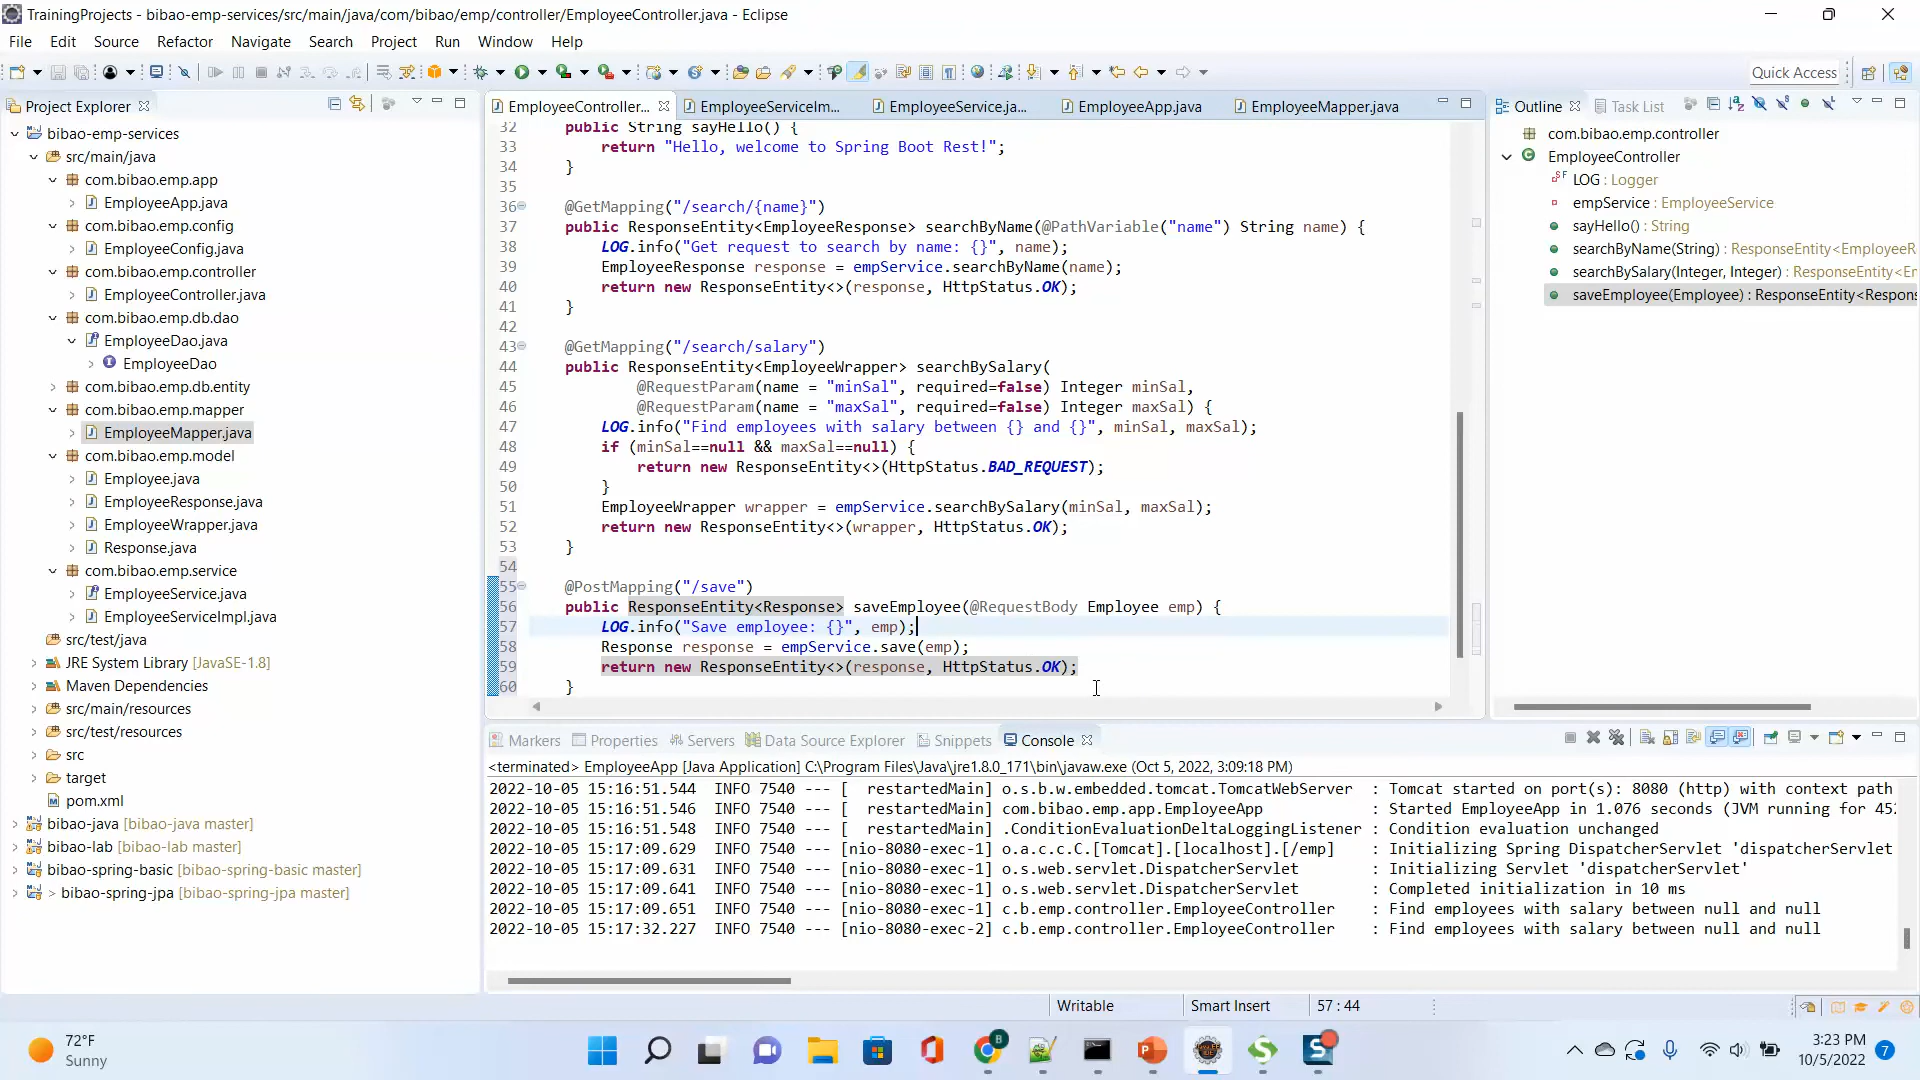 TrainingProjects - bibao-emp-services/src/main/java/com/bibao/emp/controller/EmployeeController.java - Eclipse
File Edit Source Refactor Navigate Search Project Run Window Help
Quick Access
Project Explorer
bibao-emp-services
src/main/java
com.bibao.emp.app
EmployeeApp.java
com.bibao.emp.config
EmployeeConfig.java
com.bibao.emp.controller
EmployeeController.java
com.bibao.emp.db.dao
EmployeeDao.java
EmployeeDao
com.bibao.emp.db.entity
com.bibao.emp.mapper
EmployeeMapper.java
com.bibao.emp.model
Employee.java
EmployeeResponse.java
EmployeeWrapper.java
Response.java
com.bibao.emp.service
EmployeeService.java
EmployeeServiceImpl.java
src/test/java
JRE System Library [JavaSE-1.8]
Maven Dependencies
src/main/resources
src/test/resources
src
target
pom.xml
bibao-java [bibao-java master]
bibao-lab [bibao-lab master]
bibao-spring-basic [bibao-spring-basic master]
> bibao-spring-jpa [bibao-spring-jpa master]
EmployeeController... EmployeeServiceIm... EmployeeService.ja... EmployeeApp.java EmployeeMapper.java
32 public String sayHello() {
33 return "Hello, welcome to Spring Boot Rest!";
34 }
35
36 @GetMapping("/search/{name}")
37 public ResponseEntity<EmployeeResponse> searchByName(@PathVariable("name") String name) {
38 LOG.info("Get request to search by name: {}", name);
39 EmployeeResponse response = empService.searchByName(name);
40 return new ResponseEntity<>(response, HttpStatus.OK);
41 }
42
43 @GetMapping("/search/salary")
44 public ResponseEntity<EmployeeWrapper> searchBySalary(
45 @RequestParam(name = "minSal", required=false) Integer minSal,
46 @RequestParam(name = "maxSal", required=false) Integer maxSal) {
47 LOG.info("Find employees with salary between {} and {}", minSal, maxSal);
48 if (minSal==null && maxSal==null) {
49 return new ResponseEntity<>(HttpStatus.BAD_REQUEST);
50 }
51 EmployeeWrapper wrapper = empService.searchBySalary(minSal, maxSal);
52 return new ResponseEntity<>(wrapper, HttpStatus.OK);
53 }
54
55 @PostMapping("/save")
56 public ResponseEntity<Response> saveEmployee(@RequestBody Employee emp) {
57 LOG.info("Save employee: {}", emp);
58 Response response = empService.save(emp);
59 return new ResponseEntity<>(response, HttpStatus.OK);
60 }
Outline Task List
com.bibao.emp.controller
EmployeeController
LOG : Logger
empService : EmployeeService
sayHello() : String
searchByName(String) : ResponseEntity<EmployeeR
searchBySalary(Integer, Integer) : ResponseEntity<Er
saveEmployee(Employee) : ResponseEntity<Respons
Markers Properties Servers Data Source Explorer Snippets Console
<terminated> EmployeeApp [Java Application] C:\Program Files\Java\jre1.8.0_171\bin\javaw.exe (Oct 5, 2022, 3:09:18 PM)
2022-10-05 15:16:51.544 INFO 7540 --- [ restartedMain] o.s.b.w.embedded.tomcat.TomcatWebServer : Tomcat started on port(s): 8080 (http) with context path
2022-10-05 15:16:51.546 INFO 7540 --- [ restartedMain] com.bibao.emp.app.EmployeeApp : Started EmployeeApp in 1.076 seconds (JVM running for 452
2022-10-05 15:16:51.548 INFO 7540 --- [ restartedMain] .ConditionEvaluationDeltaLoggingListener : Condition evaluation unchanged
2022-10-05 15:17:09.629 INFO 7540 --- [nio-8080-exec-1] o.a.c.c.C.[Tomcat].[localhost].[/emp] : Initializing Spring DispatcherServlet 'dispatcherServlet
2022-10-05 15:17:09.631 INFO 7540 --- [nio-8080-exec-1] o.s.web.servlet.DispatcherServlet : Initializing Servlet 'dispatcherServlet'
2022-10-05 15:17:09.641 INFO 7540 --- [nio-8080-exec-1] o.s.web.servlet.DispatcherServlet : Completed initialization in 10 ms
2022-10-05 15:17:09.651 INFO 7540 --- [nio-8080-exec-1] c.b.emp.controller.EmployeeController : Find employees with salary between null and null
2022-10-05 15:17:32.227 INFO 7540 --- [nio-8080-exec-2] c.b.emp.controller.EmployeeController : Find employees with salary between null and null
Writable Smart Insert 57 : 44
72°F
Sunny
3:23 PM
10/5/2022
7